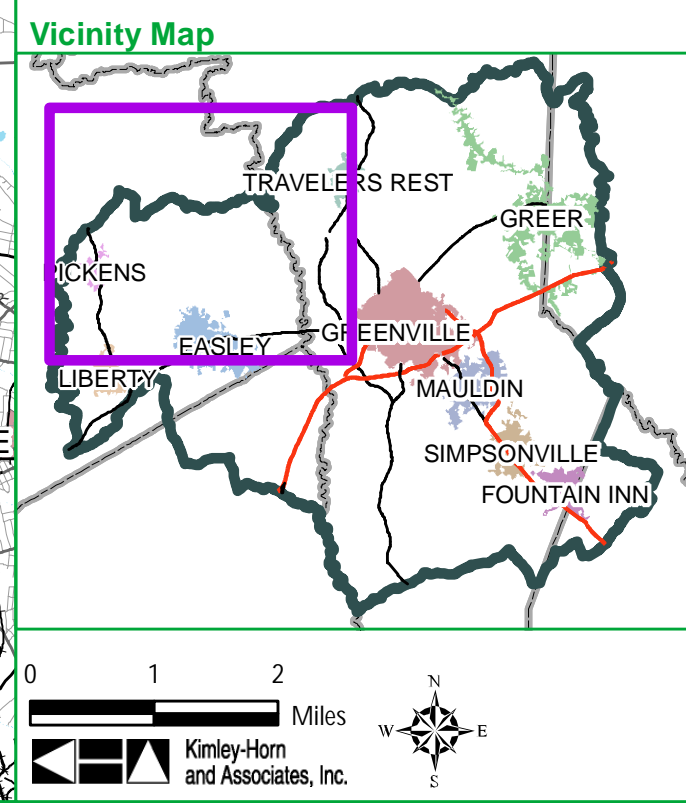 Vicinity Map
TRAVELERS REST
GREER
PICKENS
GREENVILLE
EASLEY
LIBERTY
MAULDIN
SIMPSONVILLE
FOUNTAIN INN
0 1 2
Miles
N
W E
S
Kimley-Horn
and Associates, Inc.